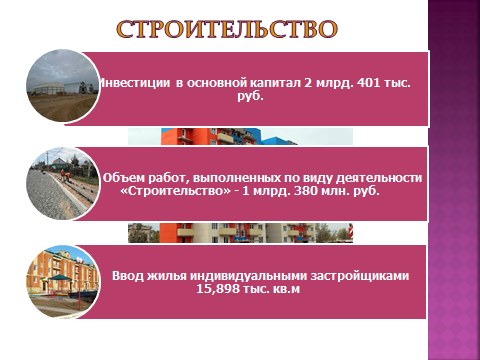 СТРОИТЕЛЬСТВО
Инвестиции в основной капитал 2 млрд. 401 тыс.
руб.
Объем работ, выполненных по виду деятельности
«Строительство» - 1 млрд. 380 млн. руб.
Ввод жилья индивидуальными застройщиками
15,898 тыс. кв.м